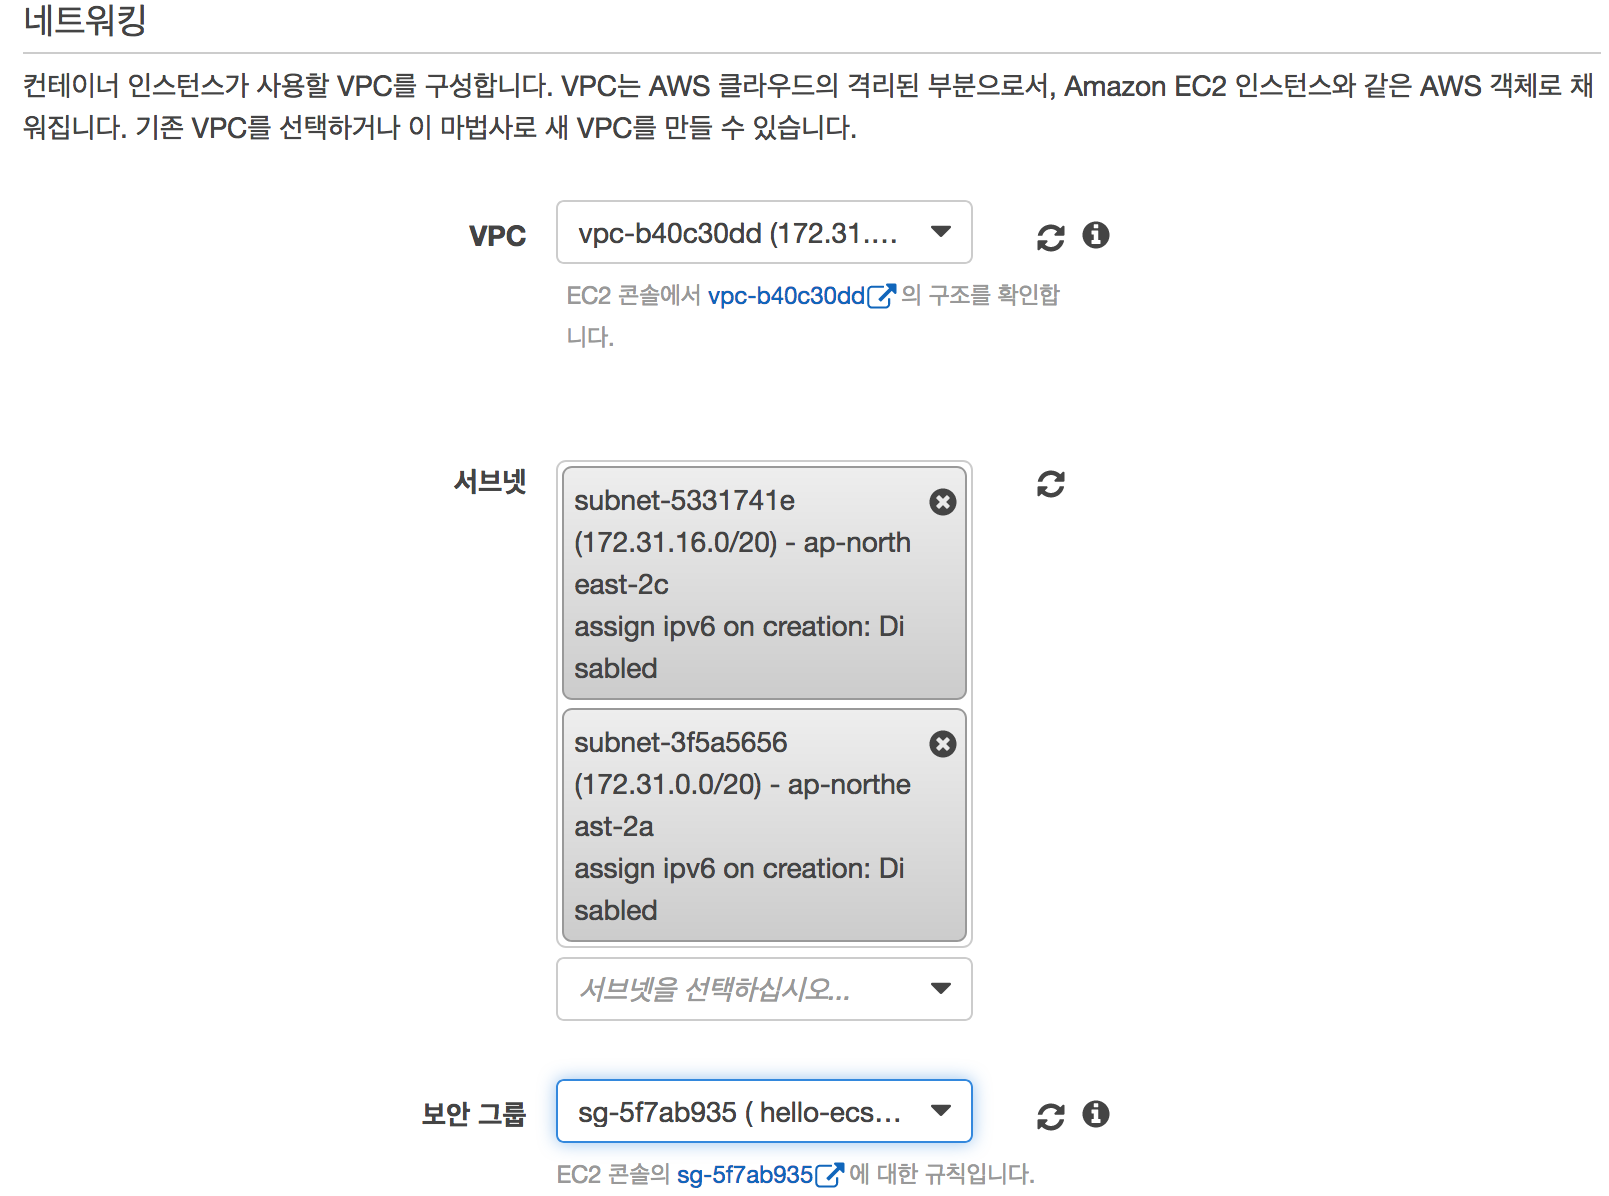 네트워킹
컨테이너 인스턴스가 사용할 VPC를 구성합니다. VPC는 AWS 클라우드의 격리된 부분으로서, Amazon EC2 인스턴스와 같은 AWS 객체로 채
워집니다. 기존 VPC를 선택하거나 이 마법사로 새 VPC를 만들 수 있습니다.
VPC
vpc-b40c30dd (172.31....
EC2 콘솔에서 vpc-b40c30dd 의 구조를 확인합
니다.
서브넷
subnet-5331741e
(172.31.16.0/20) - ap-north
east-2c
assign ipv6 on creation: Di
sabled
subnet-3f5a5656
(172.31.0.0/20) - ap-northe
ast-2a
assign ipv6 on creation: Di
sabled
서브넷을 선택하십시오...
보안 그룹
sg-5f7ab935 ( hello-ecs...
EC2 콘솔의 sg-5f7ab935 에 대한 규칙입니다.